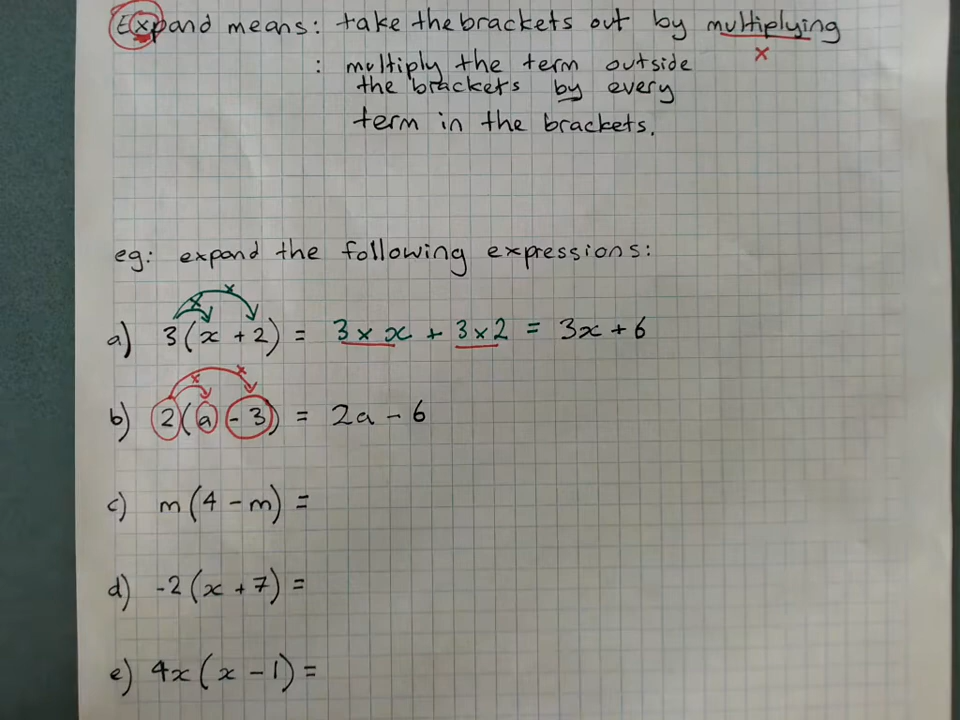 Expand means: take the brackets out by multiplying
×
: multiply the term outside
the brackets by every
term in the brackets.
eg: expand the following expressions:
× ×
a) 3(x + 2) = 3 × x + 3 × 2 = 3x + 6
× ×
b) 2(a - 3) = 2a - 6
c) m(4 - m) =
d) -2(x + 7) =
e) 4x(x - 1) =